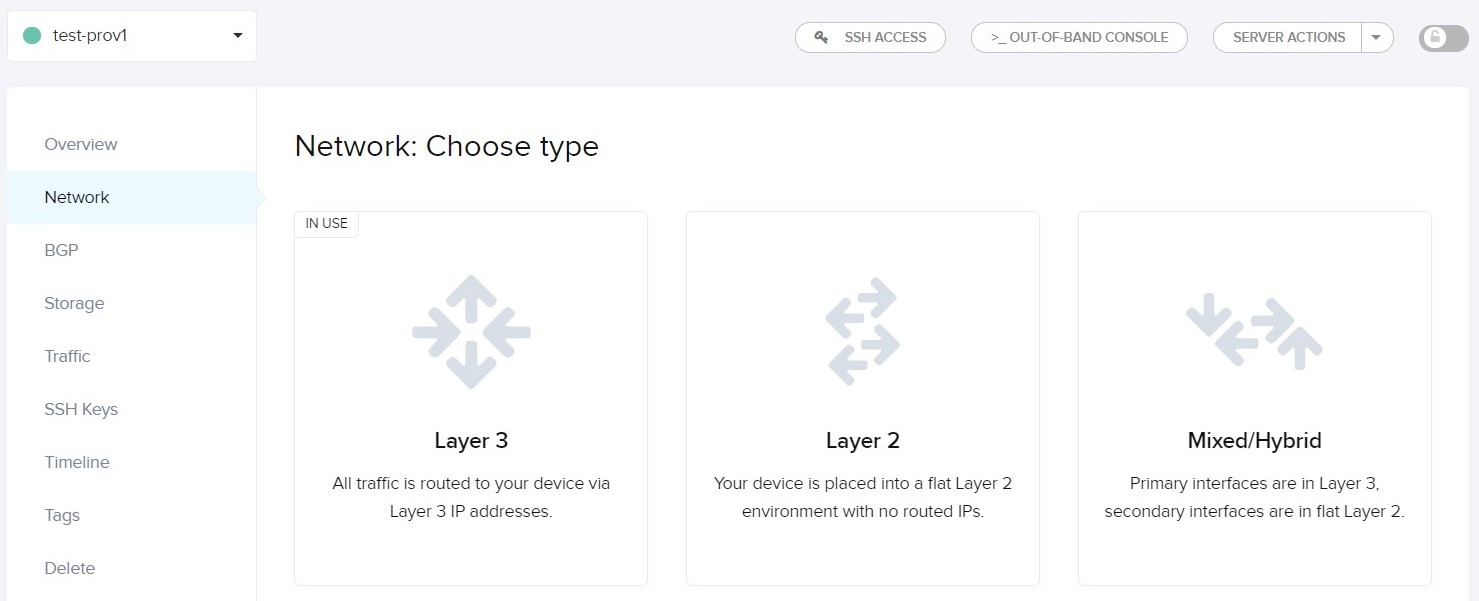 test-prov1
SSH ACCESS
>_ OUT-OF-BAND CONSOLE
SERVER ACTIONS
Overview
Network
BGP
Storage
Traffic
SSH Keys
Timeline
Tags
Delete
Network: Choose type
IN USE
Layer 3
All traffic is routed to your device via
Layer 3 IP addresses.
Layer 2
Your device is placed into a flat Layer 2
environment with no routed IPs.
Mixed/Hybrid
Primary interfaces are in Layer 3,
secondary interfaces are in flat Layer 2.